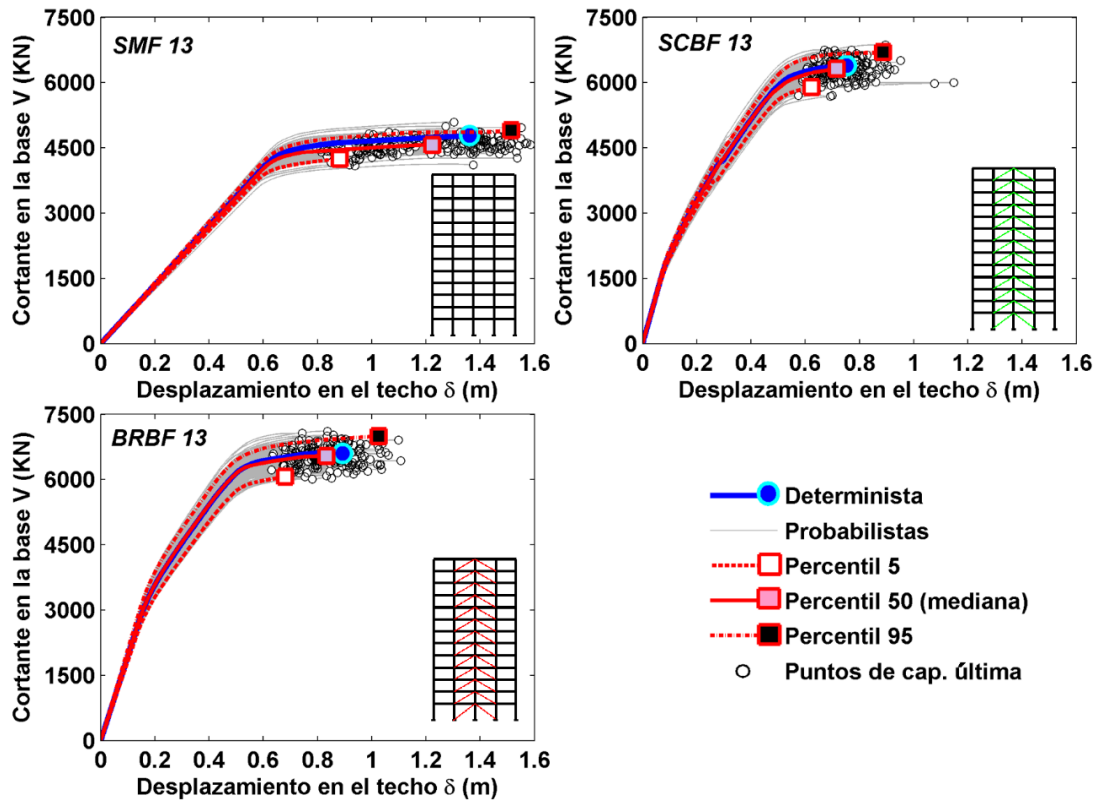 SMF 13
Cortante en la base V (KN)
7500
6000
4500
3000
1500
0
0 0.2 0.4 0.6 0.8 1 1.2 1.4 1.6
Desplazamiento en el techo δ (m)
SCBF 13
Cortante en la base V (KN)
7500
6000
4500
3000
1500
0
0 0.2 0.4 0.6 0.8 1 1.2 1.4 1.6
Desplazamiento en el techo δ (m)
BRBF 13
Cortante en la base V (KN)
7500
6000
4500
3000
1500
0
0 0.2 0.4 0.6 0.8 1 1.2 1.4 1.6
Desplazamiento en el techo δ (m)
Determinista
Probabilistas
Percentil 5
Percentil 50 (mediana)
Percentil 95
Puntos de cap. última